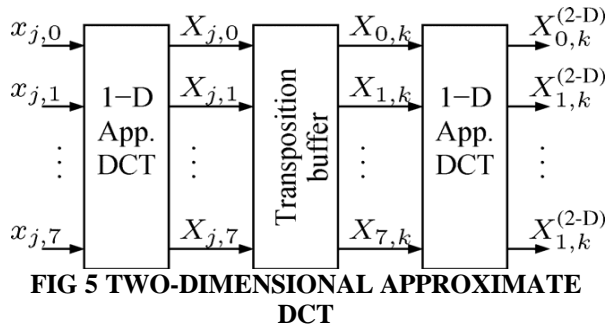 x_{j,0} X_{j,0} X_{0,k} X_{0,k}^{(2-D)}
x_{j,1} X_{j,1} X_{1,k} X_{1,k}^{(2-D)}
1–D
App.
DCT
Transposition
buffer
1–D
App.
DCT
x_{j,7} X_{j,7} X_{7,k} X_{1,k}^{(2-D)}
FIG 5 TWO-DIMENSIONAL APPROXIMATE
DCT